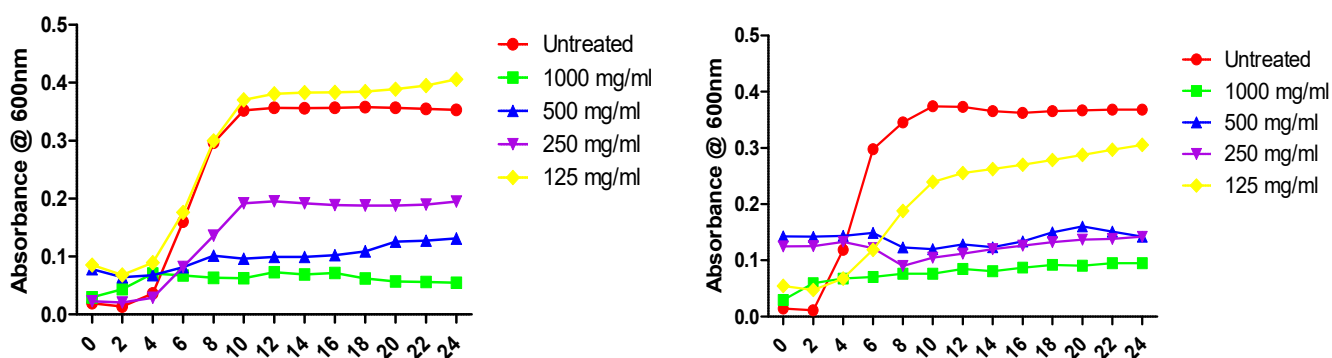 Absorbance @ 600nm
0.5
0.4
0.3
0.2
0.1
0.0
0 2 4 6 8 10 12 14 16 18 20 22 24
Untreated
1000 mg/ml
500 mg/ml
250 mg/ml
125 mg/ml
Absorbance @ 600nm
0.5
0.4
0.3
0.2
0.1
0.0
0 2 4 6 8 10 12 14 16 18 20 22 24
Untreated
1000 mg/ml
500 mg/ml
250 mg/ml
125 mg/ml